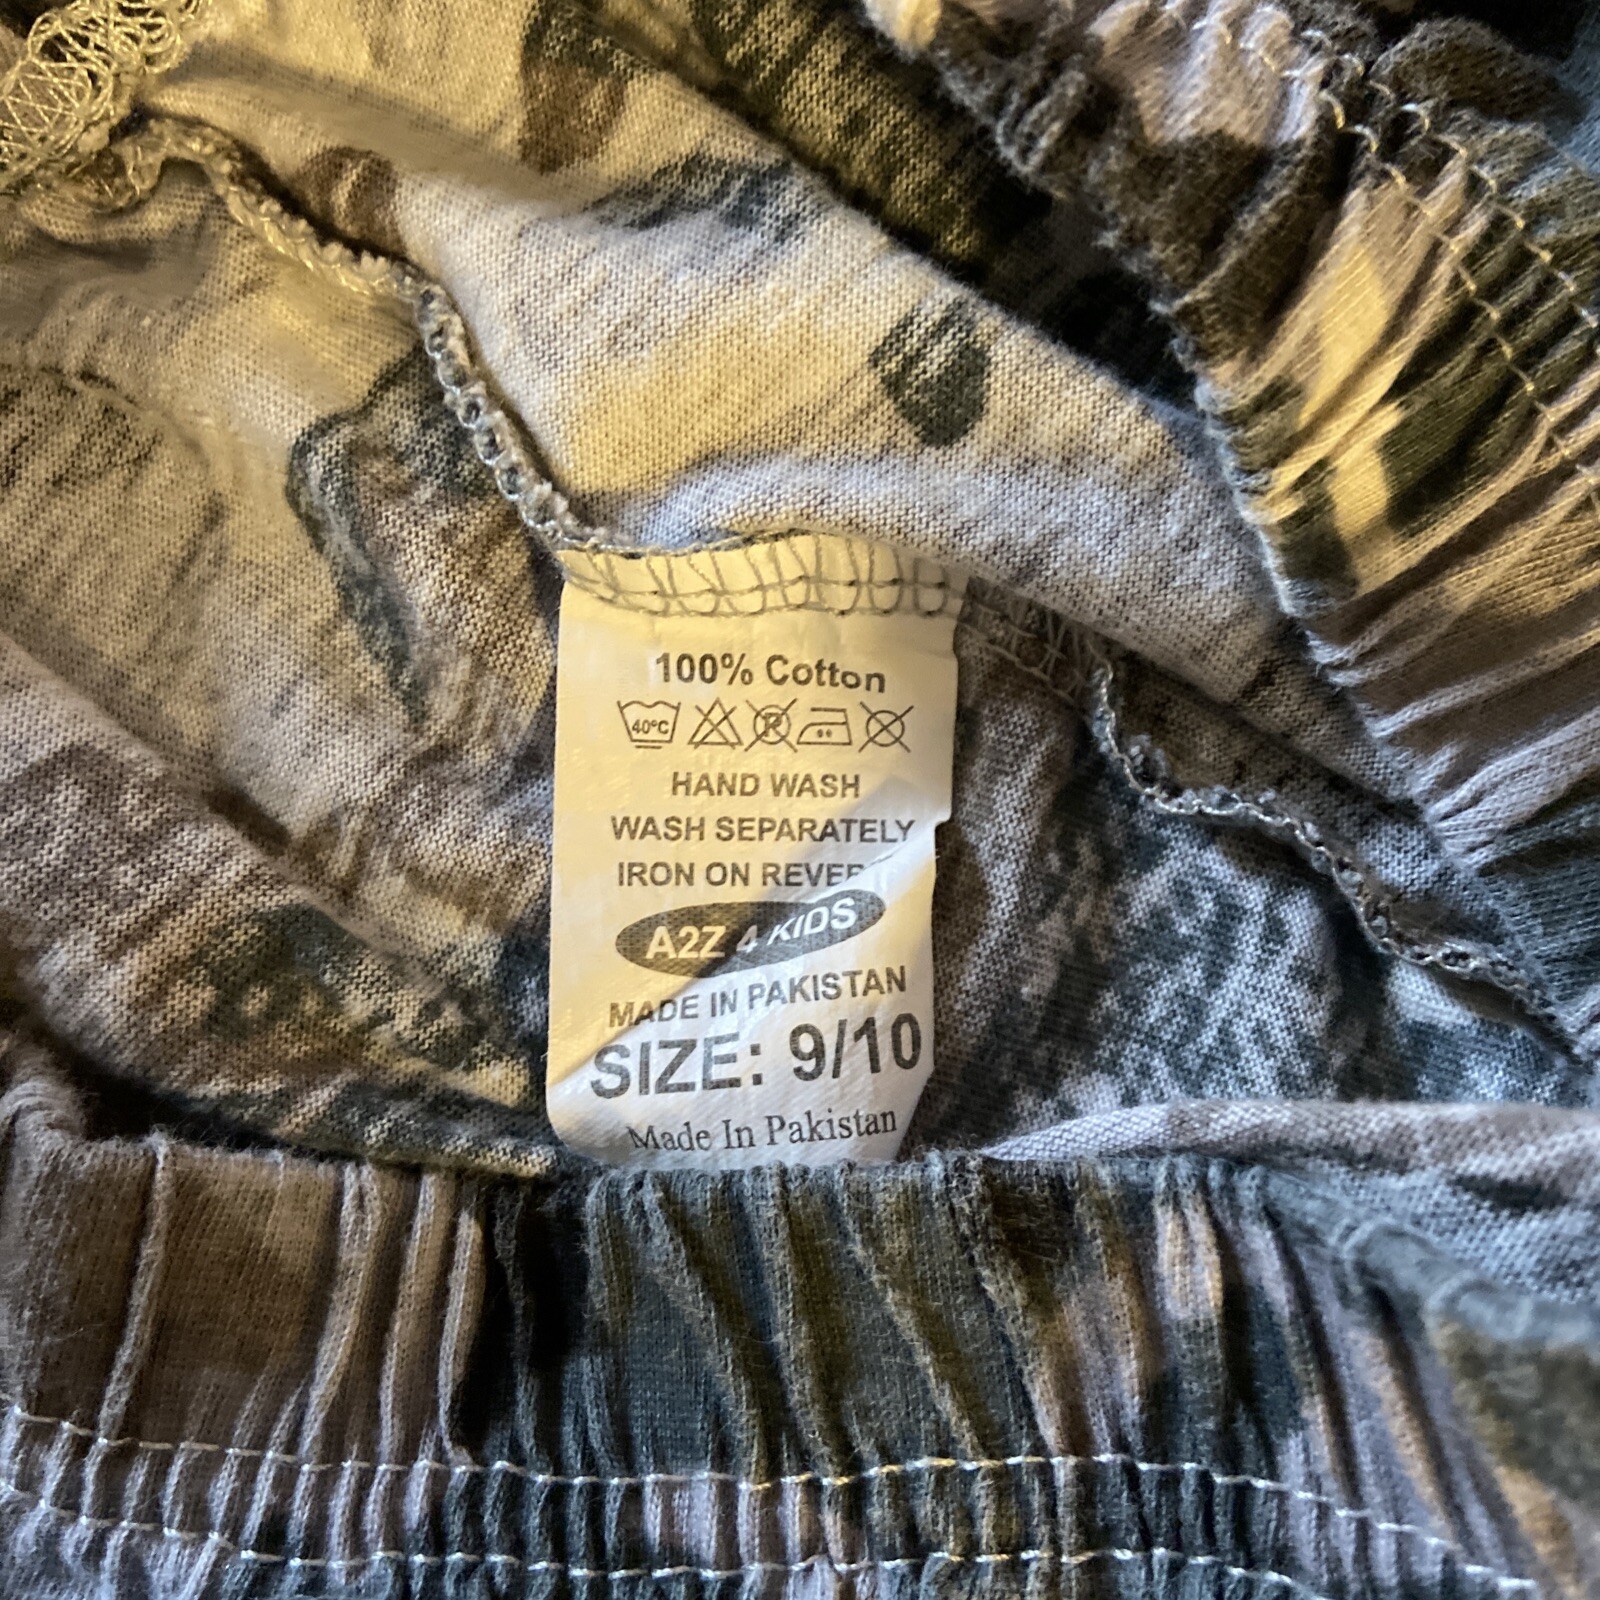 100% Cotton
40°C
HAND WASH
WASH SEPARATELY
IRON ON
A2Z 4 KIDS
MADE IN PAKISTAN
SIZE: 9/10
Made In Pakistan